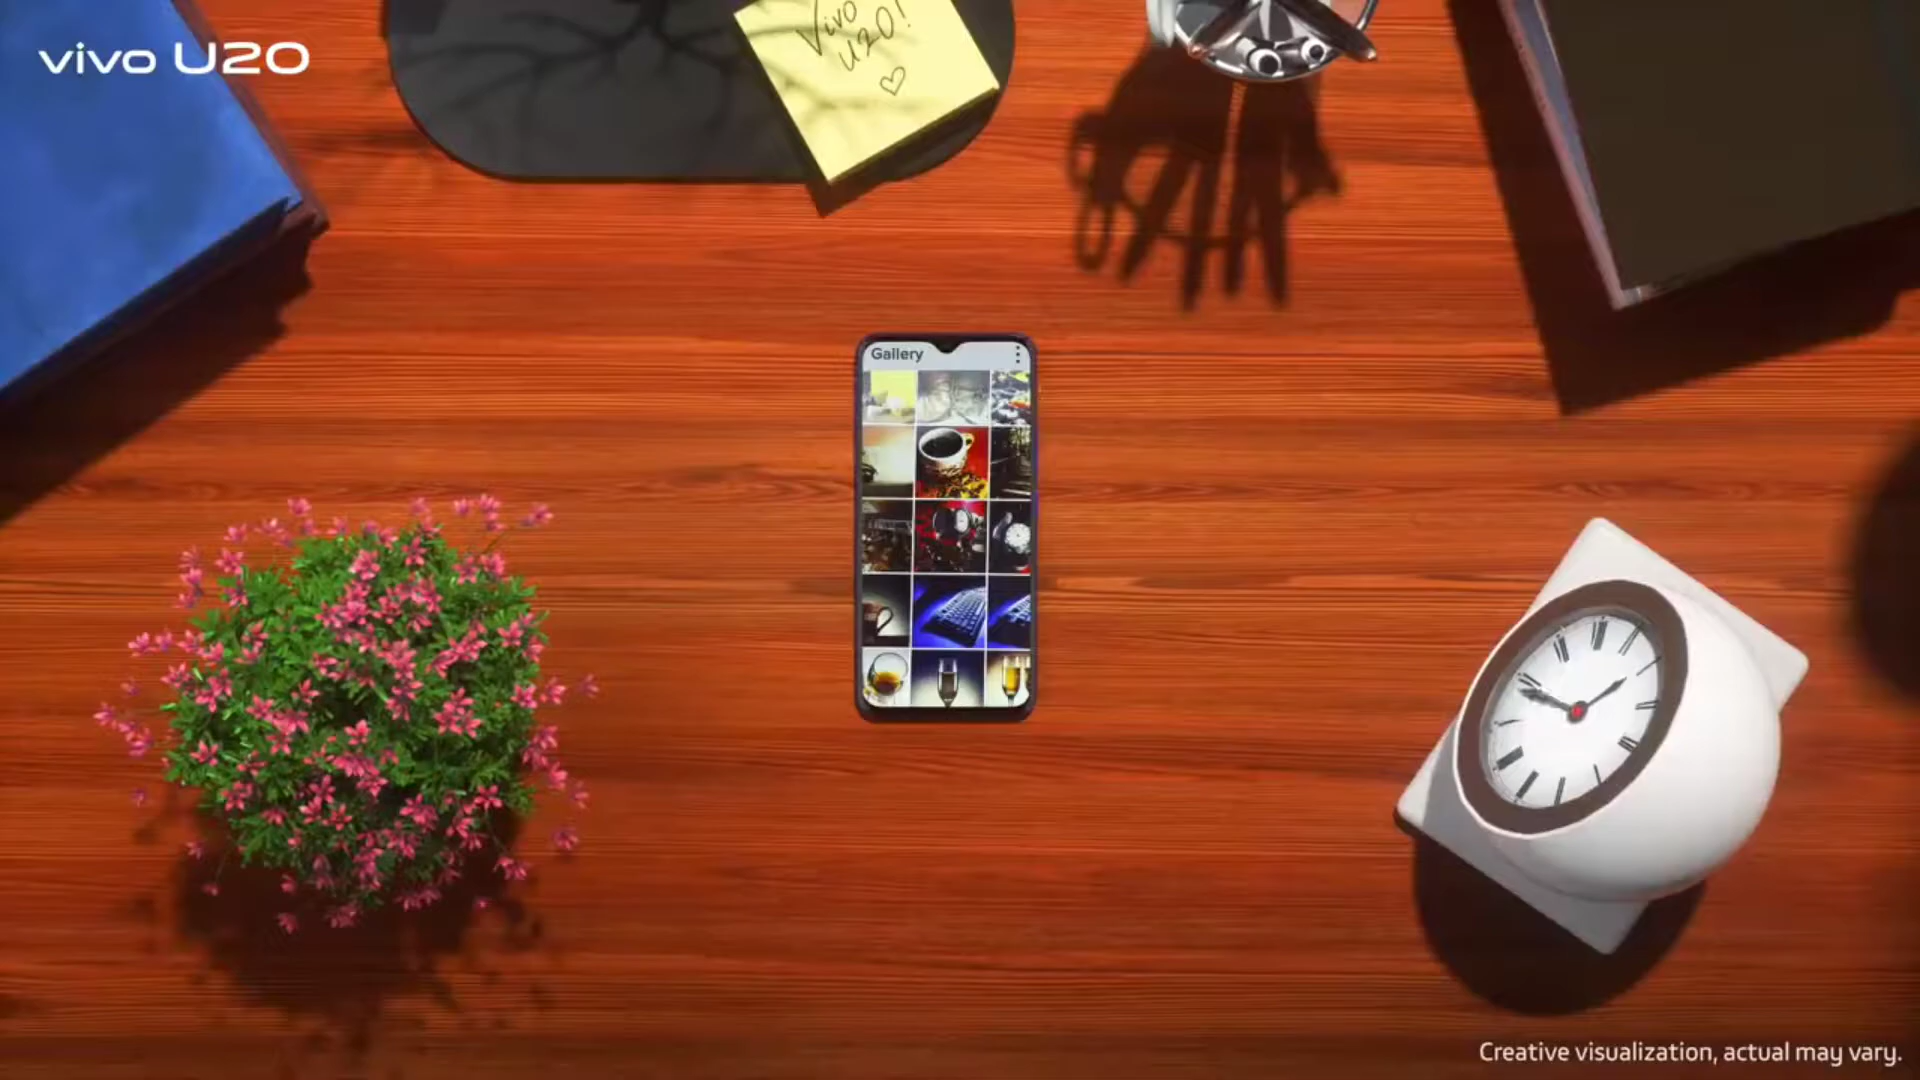 vivo U20
Vivo
U20!
Gallery
Creative visualization, actual may vary.